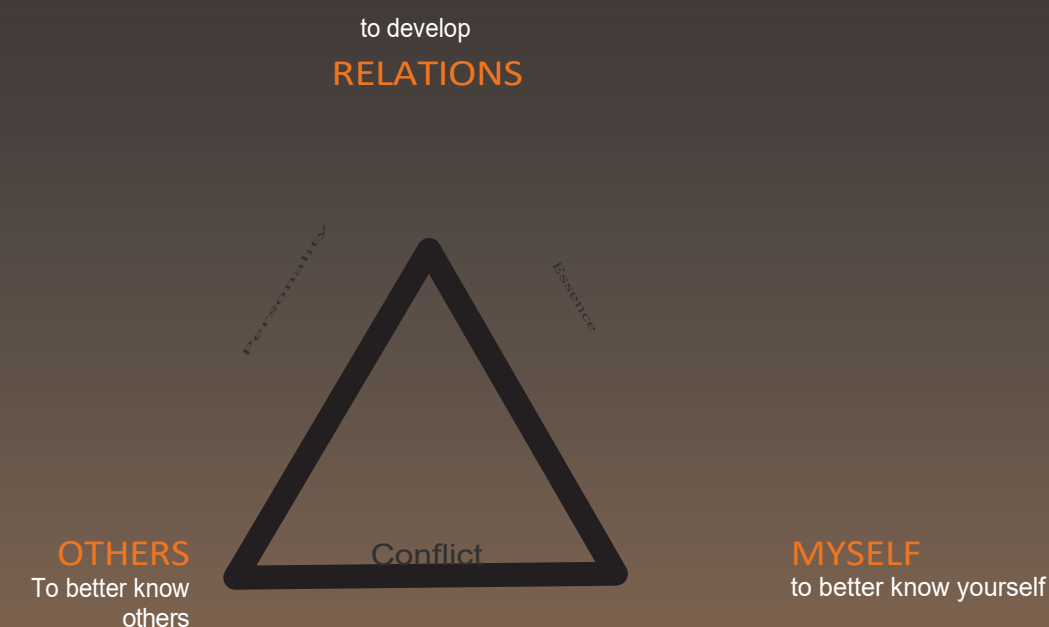 to develop
RELATIONS
Personality
Essence
Conflict
OTHERS
To better know
others
MYSELF
to better know yourself